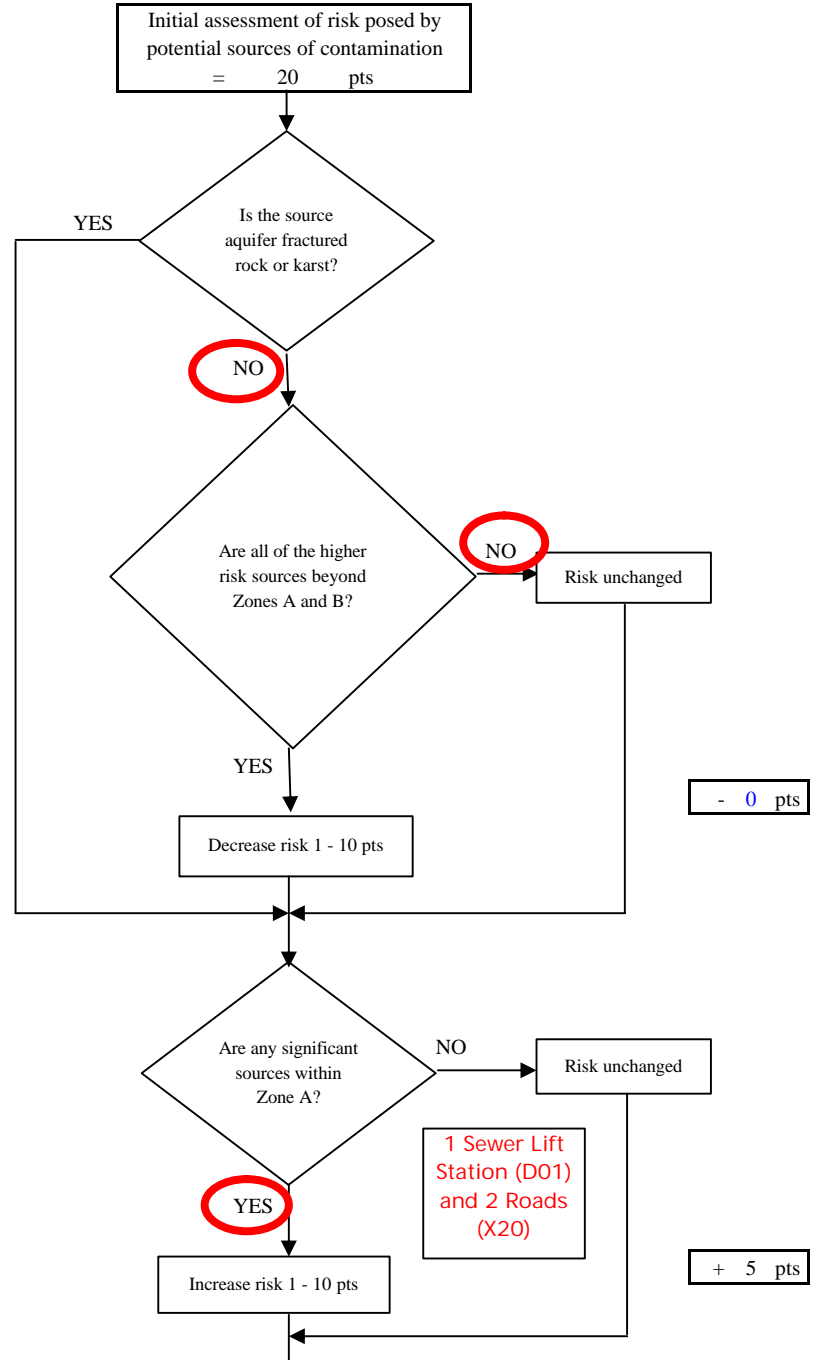 Initial assessment of risk posed by
potential sources of contamination
= 20 pts
YES
Is the source
aquifer fractured
rock or karst?
NO
Are all of the higher
risk sources beyond
Zones A and B?
NO
Risk unchanged
YES
- 0 pts
Decrease risk 1 - 10 pts
Are any significant
sources within
Zone A?
NO
Risk unchanged
1 Sewer Lift
Station (D01)
and 2 Roads
(X20)
YES
+ 5 pts
Increase risk 1 - 10 pts